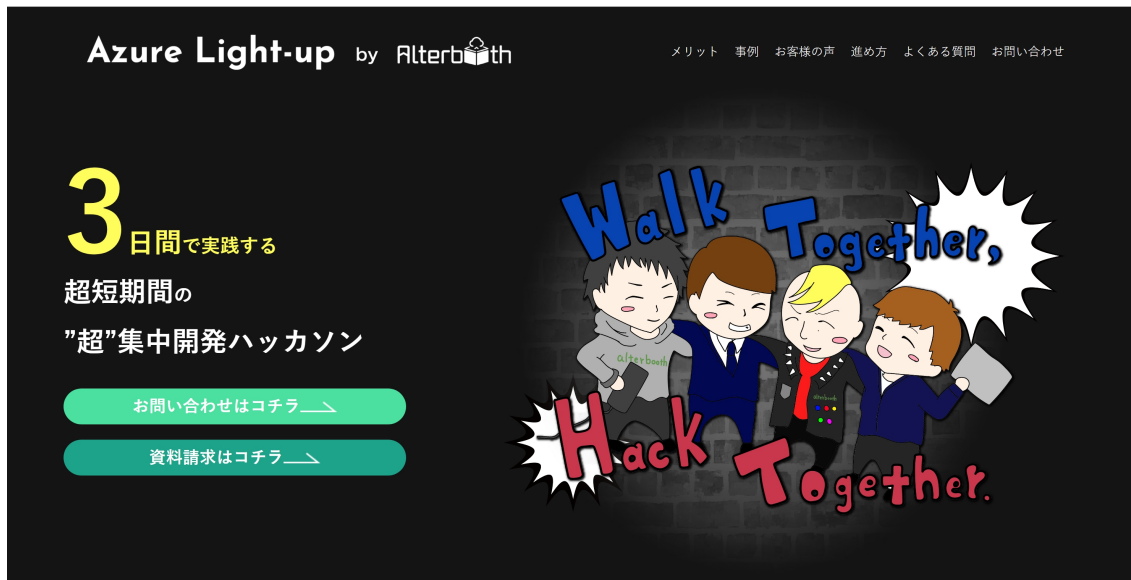 Azure Light-up by Alterbooth
メリット 事例 お客様の声 進め方 よくある質問 お問い合わせ
3日間で実践する
超短期間の
”超”集中開発ハッカソン
お問い合わせはコチラ
資料請求はコチラ
Walk Together,
alterbooth
alterbooth
Hack Together.